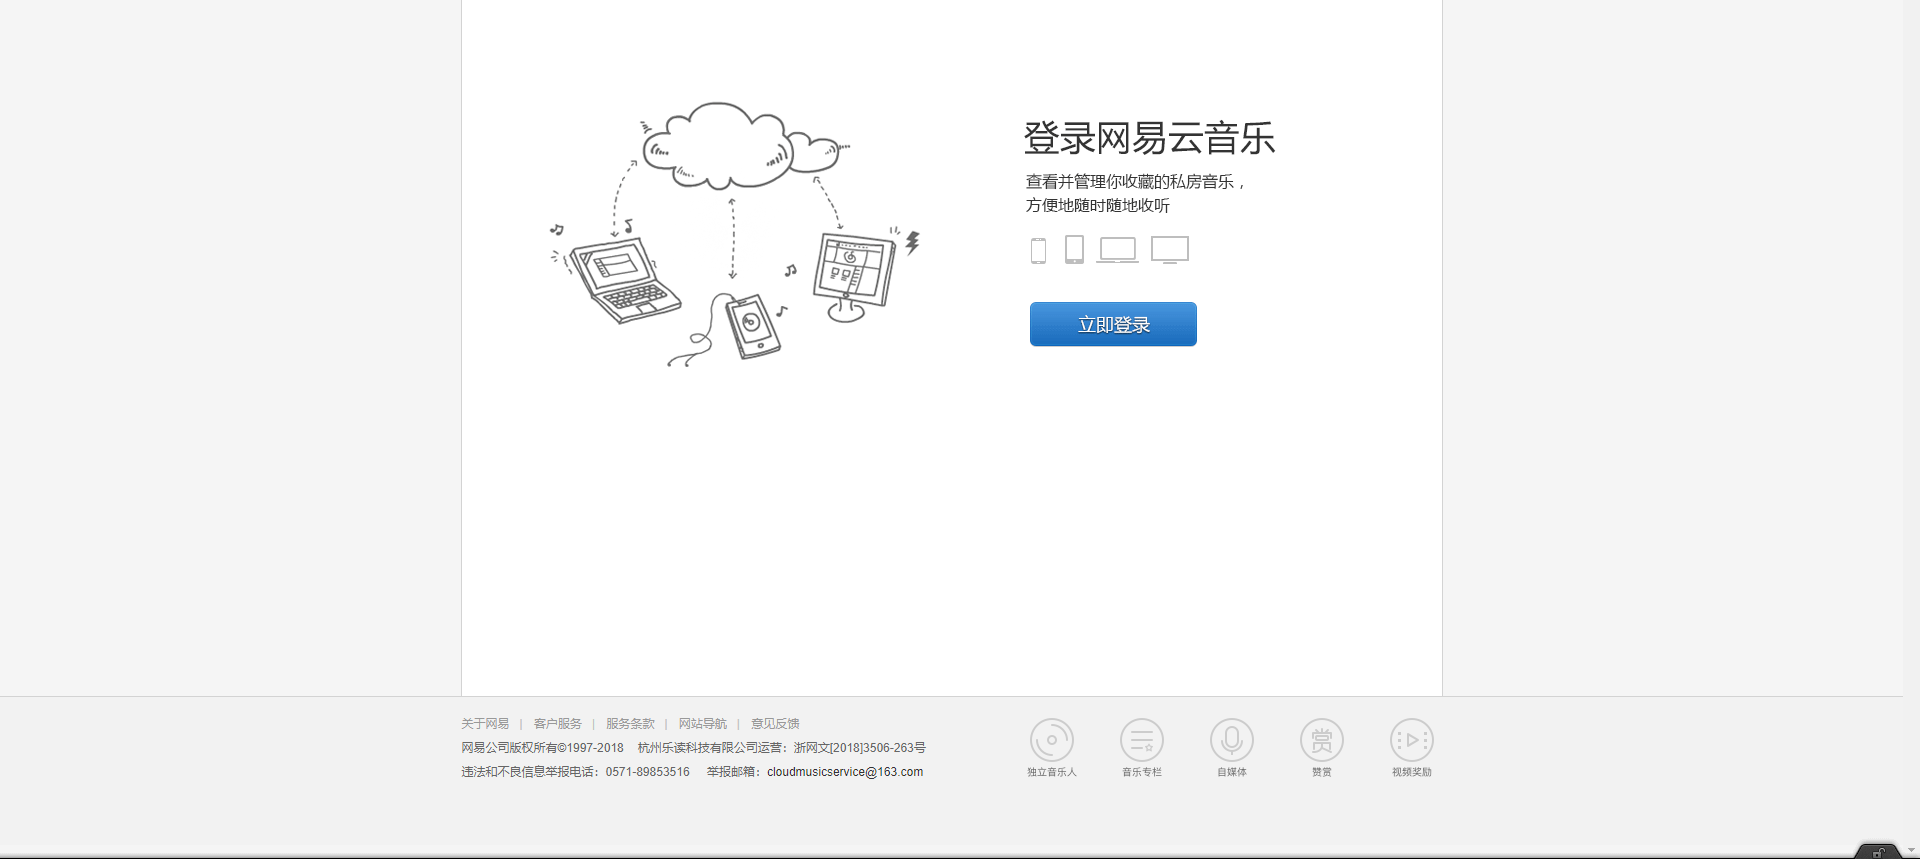 登录网易云音乐
查看并管理你收藏的私房音乐，
方便地随时随地收听
立即登录
关于网易 | 客户服务 | 服务条款 | 网站导航 | 意见反馈
网易公司版权所有©1997-2018 杭州乐读科技有限公司运营：浙网文[2018]3506-263号
违法和不良信息举报电话：0571-89853516 举报邮箱：cloudmusicservice@163.com
独立音乐人 音乐专栏 自媒体 赞赏 视频奖励
赏